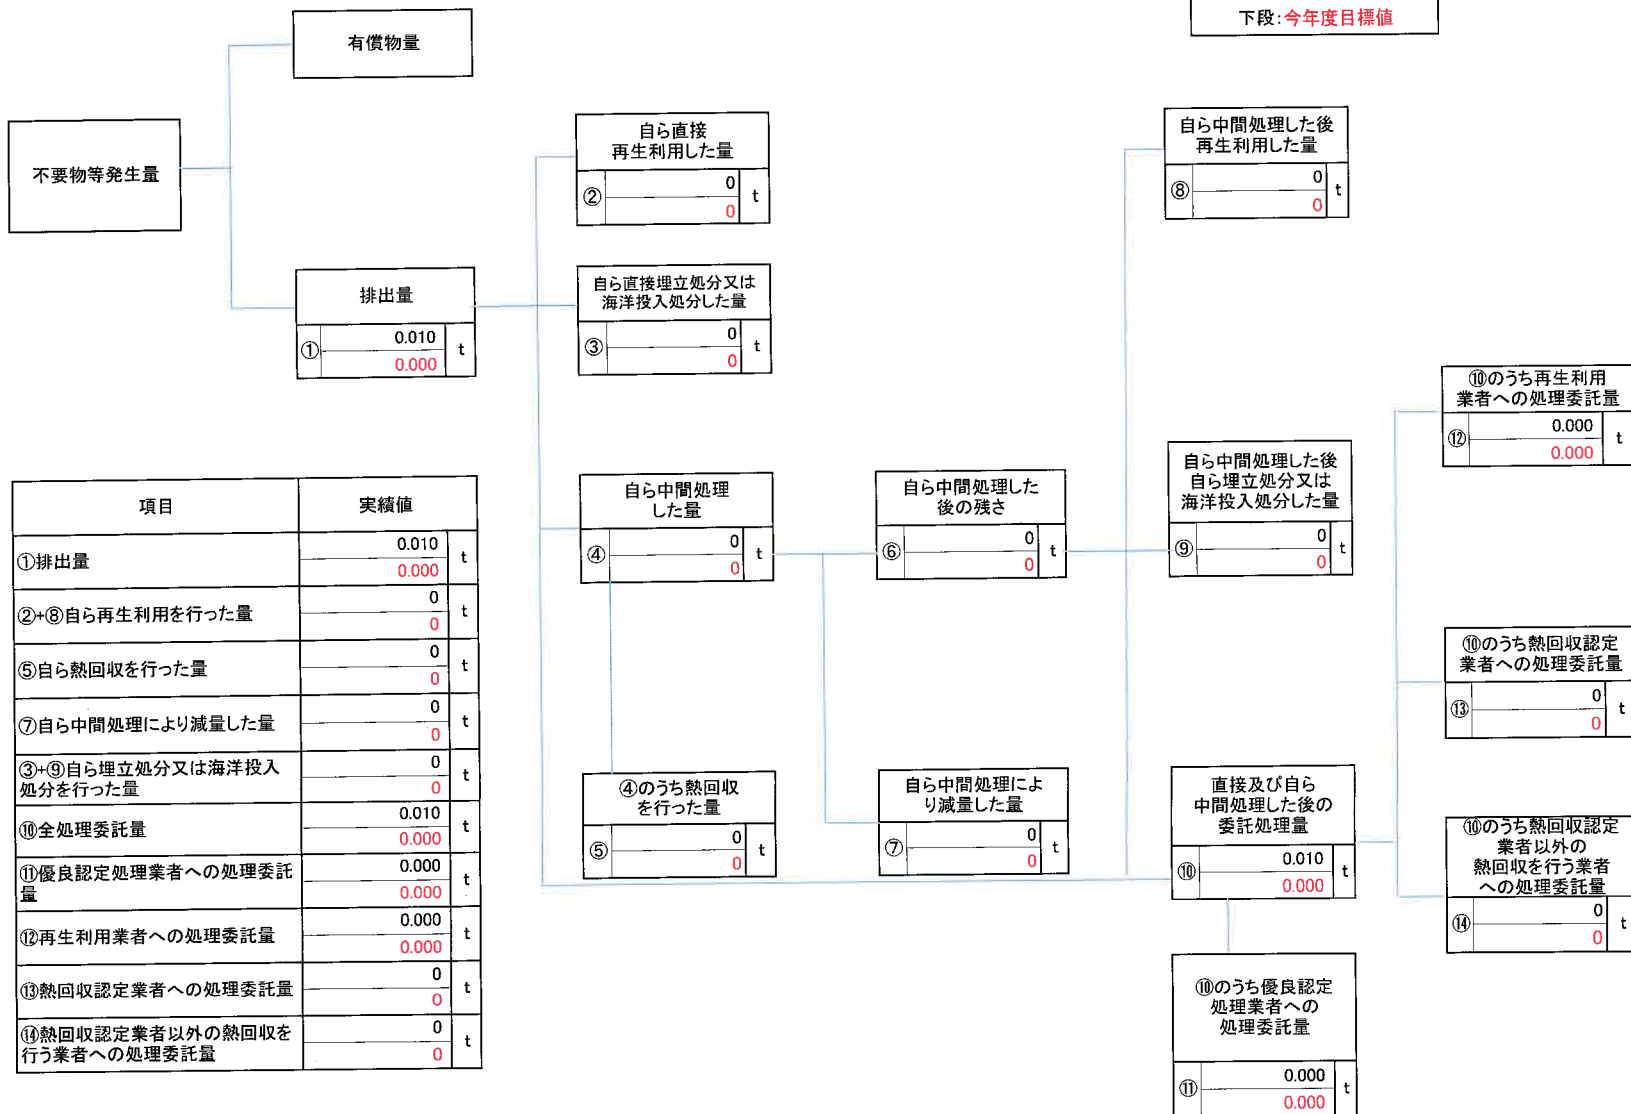 下段:今年度目標値
有償物量
不要物等発生量
排出量
① 0.010 t
0.000
自ら直接
再生利用した量
② 0 t
0
自ら直接埋立処分又は
海洋投入処分した量
③ 0 t
0
自ら中間処理
した量
④ 0 t
0
④のうち熱回収
を行った量
⑤ 0 t
0
自ら中間処理した
後の残さ
⑥ 0 t
0
自ら中間処理によ
り減量した量
⑦ 0 t
0
自ら中間処理した後
再生利用した量
⑧ 0 t
0
自ら中間処理した後
自ら埋立処分又は
海洋投入処分した量
⑨ 0 t
0
直接及び自ら
中間処理した後の
委託処理量
⑩ 0.010 t
0.000
⑩のうち優良認定
処理業者への
処理委託量
⑪ 0.000 t
0.000
⑩のうち再生利用
業者への処理委託量
⑫ 0.000 t
0.000
⑩のうち熱回収認定
業者への処理委託量
⑬ 0 t
0
⑩のうち熱回収認定
業者以外の
熱回収を行う業者
への処理委託量
⑭ 0 t
0
項目 実績値
①排出量 0.010 t
0.000
②+⑧自ら再生利用を行った量 0 t
0
⑤自ら熱回収を行った量 0 t
0
⑦自ら中間処理により減量した量 0 t
0
③+⑨自ら埋立処分又は海洋投入
処分を行った量 0 t
0
⑩全処理委託量 0.010 t
0.000
⑪優良認定処理業者への処理委託
量 0.000 t
0.000
⑫再生利用業者への処理委託量 0.000 t
0.000
⑬熱回収認定業者への処理委託量 0 t
0
⑭熱回収認定業者以外の熱回収を
行う業者への処理委託量 0 t
0